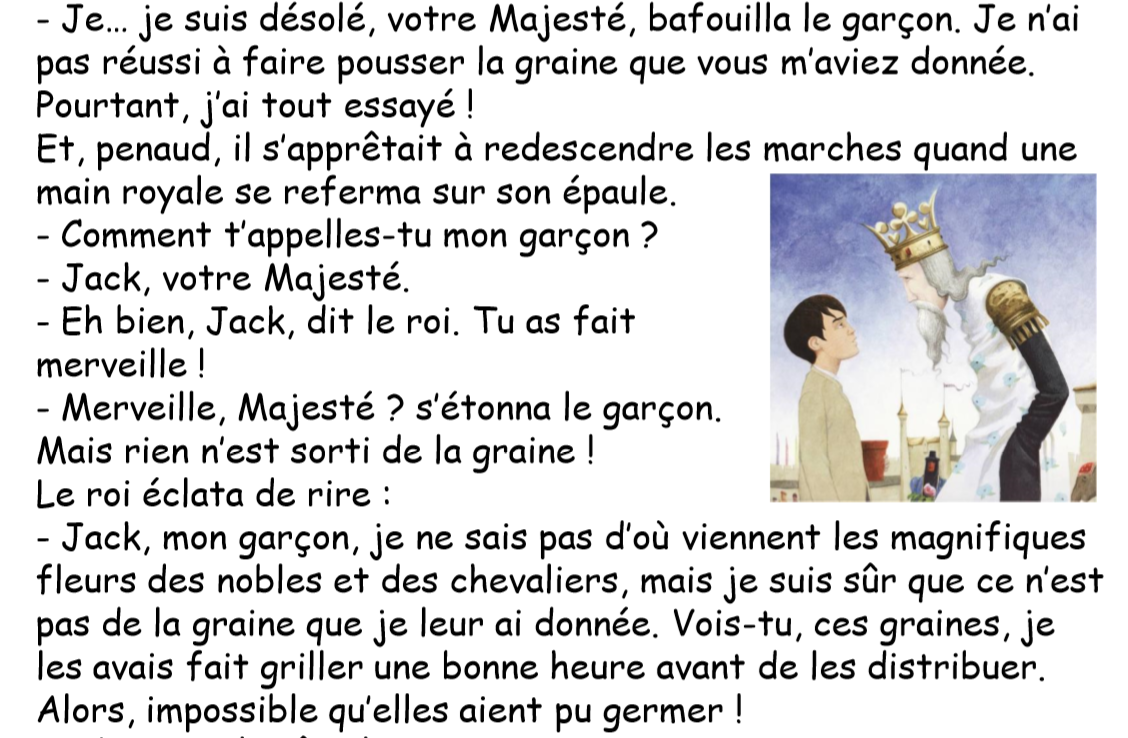 - Je... je suis désolé, votre Majesté, bafouilla le garçon. Je n'ai
pas réussi à faire pousser la graine que vous m'aviez donnée.
Pourtant, j'ai tout essayé !
Et, penaud, il s'apprêtait à redescendre les marches quand une
main royale se referma sur son épaule.
- Comment t'appelles-tu mon garçon ?
- Jack, votre Majesté.
- Eh bien, Jack, dit le roi. Tu as fait
merveille !
- Merveille, Majesté ? s'étonna le garçon.
Mais rien n'est sorti de la graine !
Le roi éclata de rire :
- Jack, mon garçon, je ne sais pas d'où viennent les magnifiques
fleurs des nobles et des chevaliers, mais je suis sûr que ce n'est
pas de la graine que je leur ai donnée. Vois-tu, ces graines, je
les avais fait griller une bonne heure avant de les distribuer.
Alors, impossible qu'elles aient pu germer !